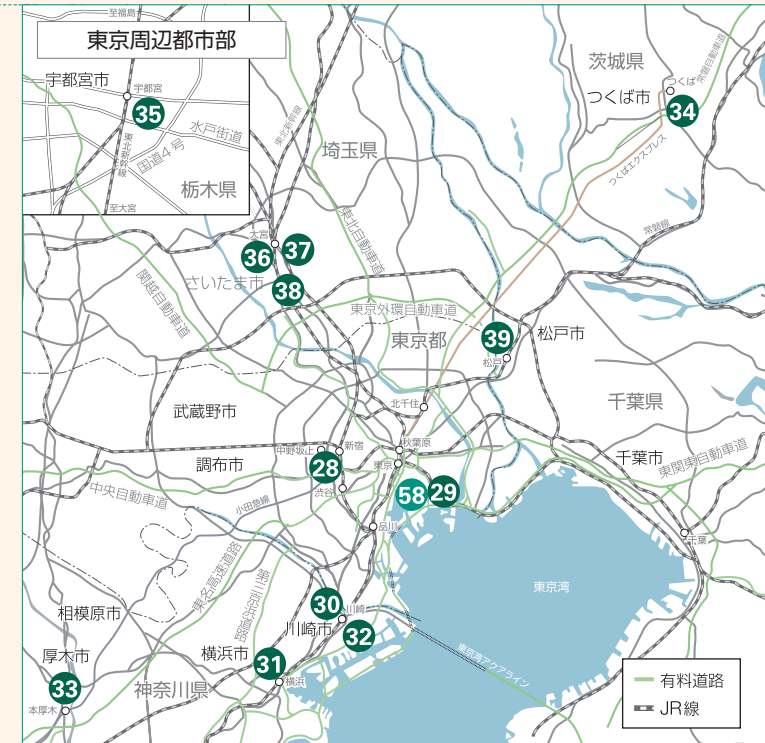 東京周辺都市部
至福島
宇都宮市
宇都宮
35
水戸街道
国道4号
東北新幹線
栃木県
至大宮
東北新幹線
埼玉県
茨城県
つくば
つくば市
常磐自動車道
34
つくばエクスプレス
常磐線
大宮
36
37
さいたま市
38
東北自動車道
関越自動車道
東京外環自動車道
東京都
39
松戸市
松戸
北千住
千葉県
武蔵野市
秋葉原
中野坂上
新宿
調布市
28
東京
千葉市
東関東自動車道
中央自動車道
小田急線
渋谷
58
29
品川
千葉
東名高速道路
第三京浜道路
東京湾
相模原市
30
川崎
川崎市
32
厚木市
横浜市
31
横浜
東京湾アクアライン
33
神奈川県
本厚木
有料道路
JR線